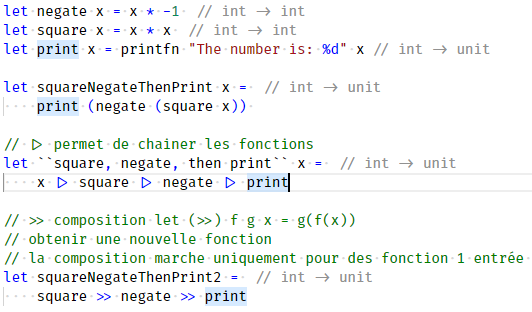 let negate x = x * -1  // int -> int
let square x = x * x  // int -> int
let print x = printfn "The number is: %d" x // int -> unit
let squareNegateThenPrint x =  // int -> unit
    print (negate (square x))
// |> permet de chainer les fonctions
let ``square, negate, then print`` x =  // int -> unit
    x |> square |> negate |> print
// >> composition let (>>) f g x = g(f(x))
// obtenir une nouvelle fonction
// la composition marche uniquement pour des fonction 1 entrée
let squareNegateThenPrint2 =  // int -> unit
    square >> negate >> print